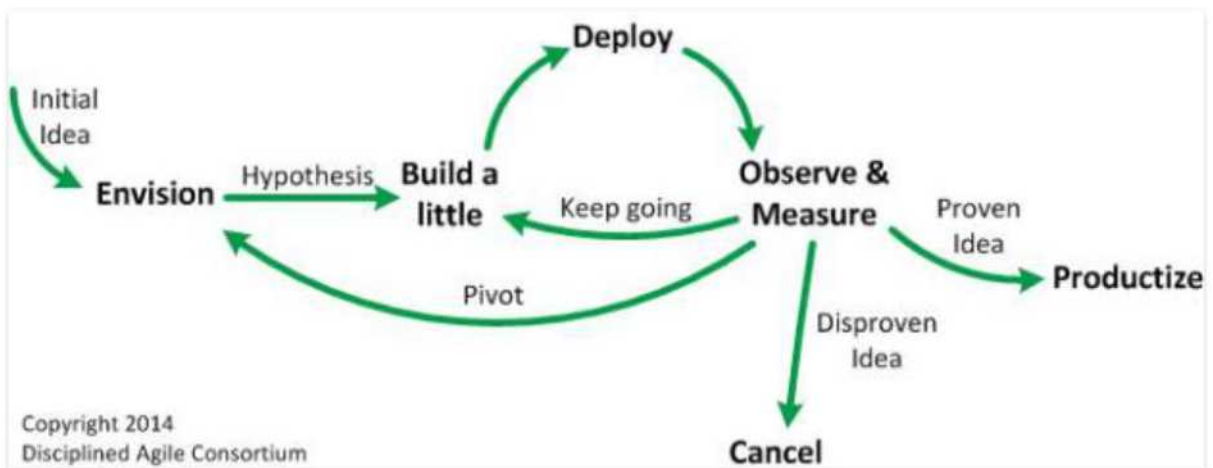 Deploy
Initial
Idea
Envision
Hypothesis
Build a
little
Observe &
Measure
Keep going
Proven
Idea
Productize
Pivot
Disproven
Idea
Cancel
Copyright 2014
Disciplined Agile Consortium